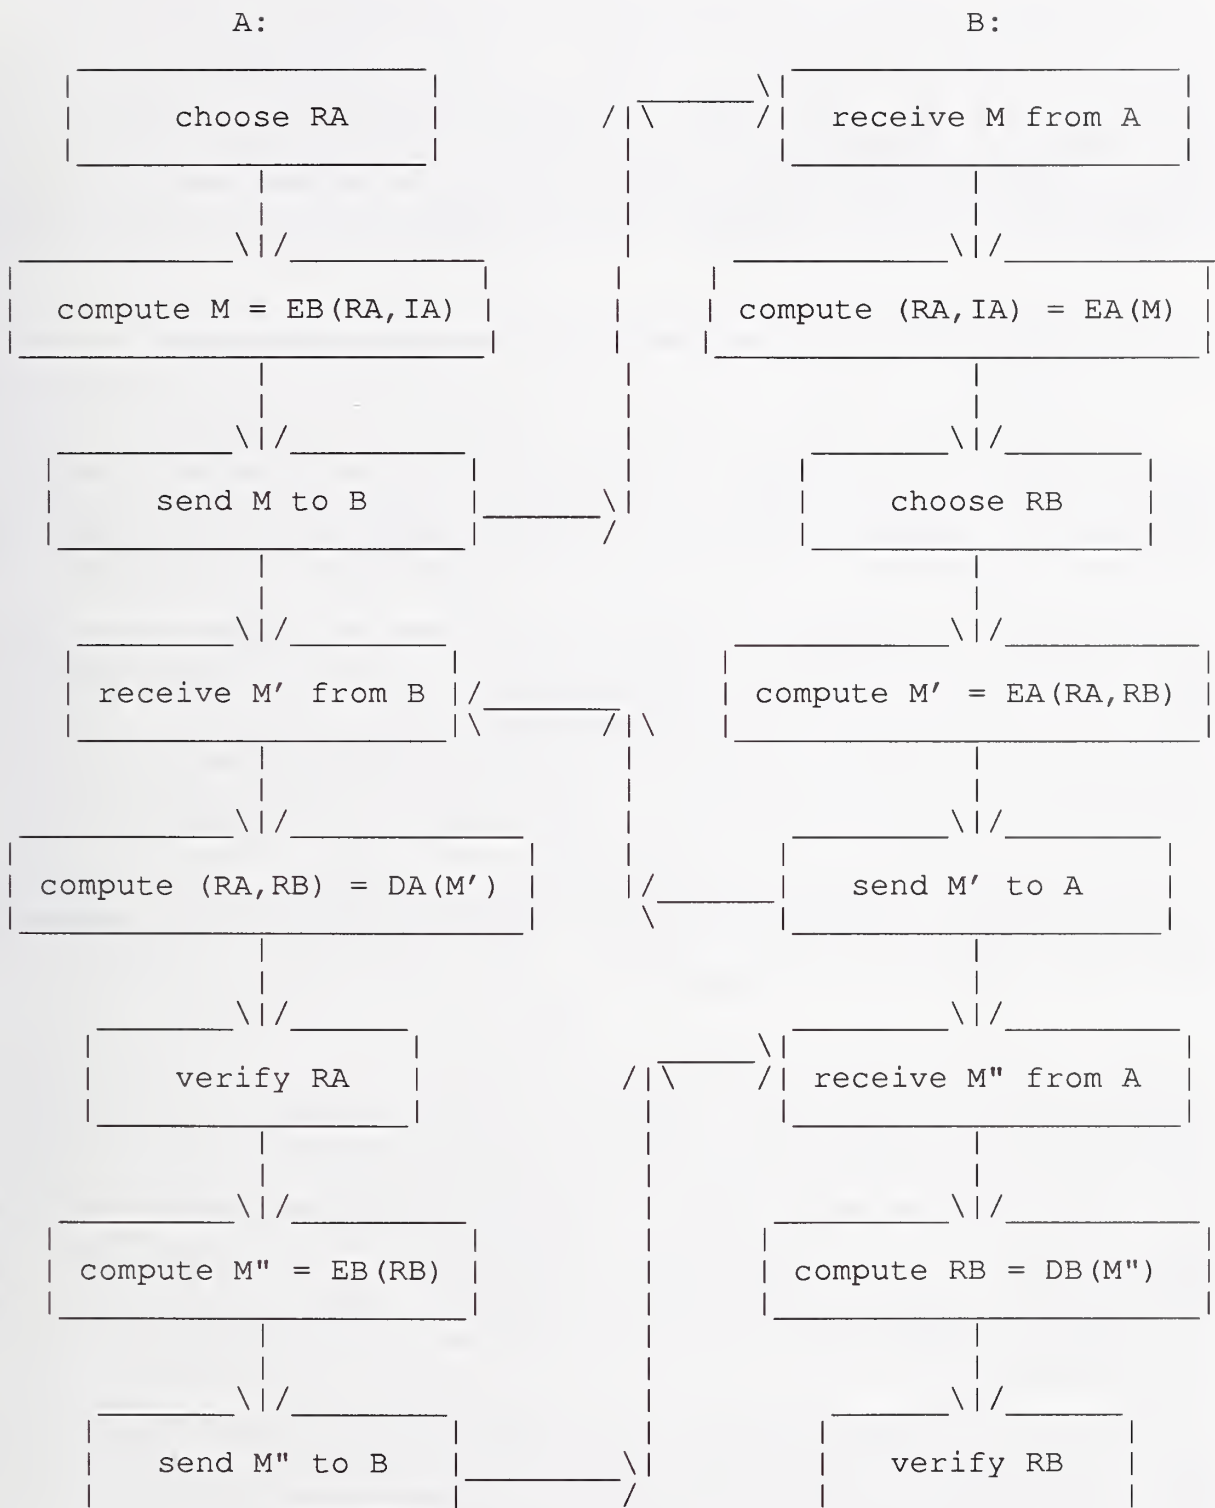 A:
B:
choose RA
receive M from A
compute M = EB(RA,IA)
compute (RA,IA) = EA(M)
send M to B
choose RB
receive M′ from B
compute M′ = EA(RA,RB)
compute (RA,RB) = DA(M′)
send M′ to A
verify RA
receive M" from A
compute M" = EB(RB)
compute RB = DB(M")
send M" to B
verify RB